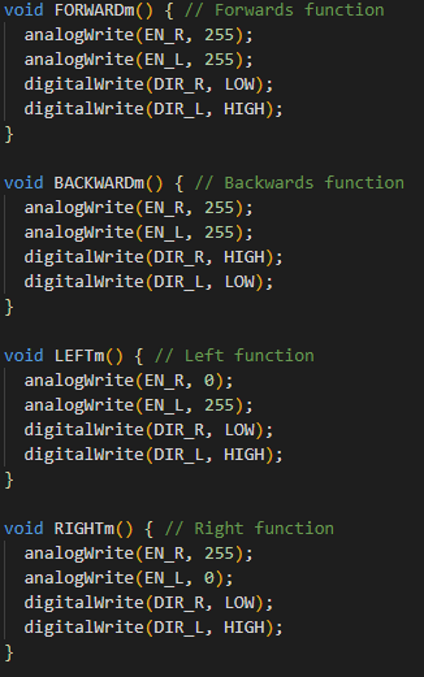 void FORWARDm() { // Forwards function
  analogWrite(EN_R, 255);
  analogWrite(EN_L, 255);
  digitalWrite(DIR_R, LOW);
  digitalWrite(DIR_L, HIGH);
}

void BACKWARDm() { // Backwards function
  analogWrite(EN_R, 255);
  analogWrite(EN_L, 255);
  digitalWrite(DIR_R, HIGH);
  digitalWrite(DIR_L, LOW);
}

void LEFTm() { // Left function
  analogWrite(EN_R, 0);
  analogWrite(EN_L, 255);
  digitalWrite(DIR_R, LOW);
  digitalWrite(DIR_L, HIGH);
}

void RIGHTm() { // Right function
  analogWrite(EN_R, 255);
  analogWrite(EN_L, 0);
  digitalWrite(DIR_R, LOW);
  digitalWrite(DIR_L, HIGH);
}